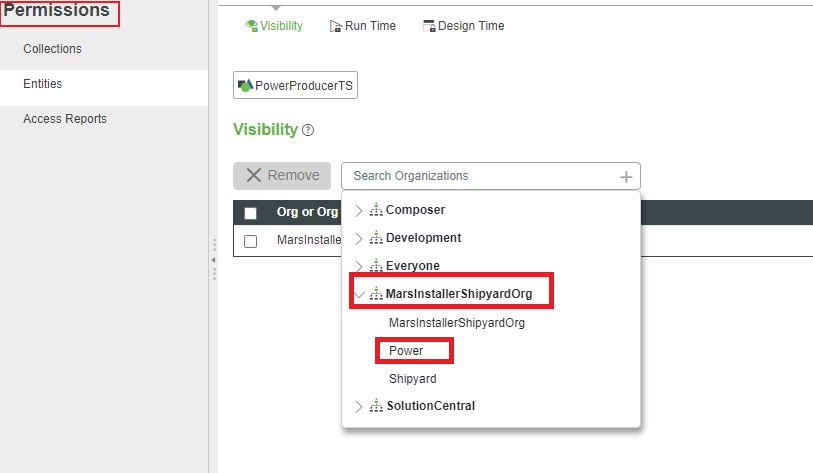 Permissions
Collections
Entities
Access Reports
Visibility Run Time Design Time
PowerProducerTS
Visibility ?
Remove Search Organizations
Org or Org
MarsInstalle
Composer
Development
Everyone
MarsInstallerShipyardOrg
MarsInstallerShipyardOrg
Power
Shipyard
SolutionCentral